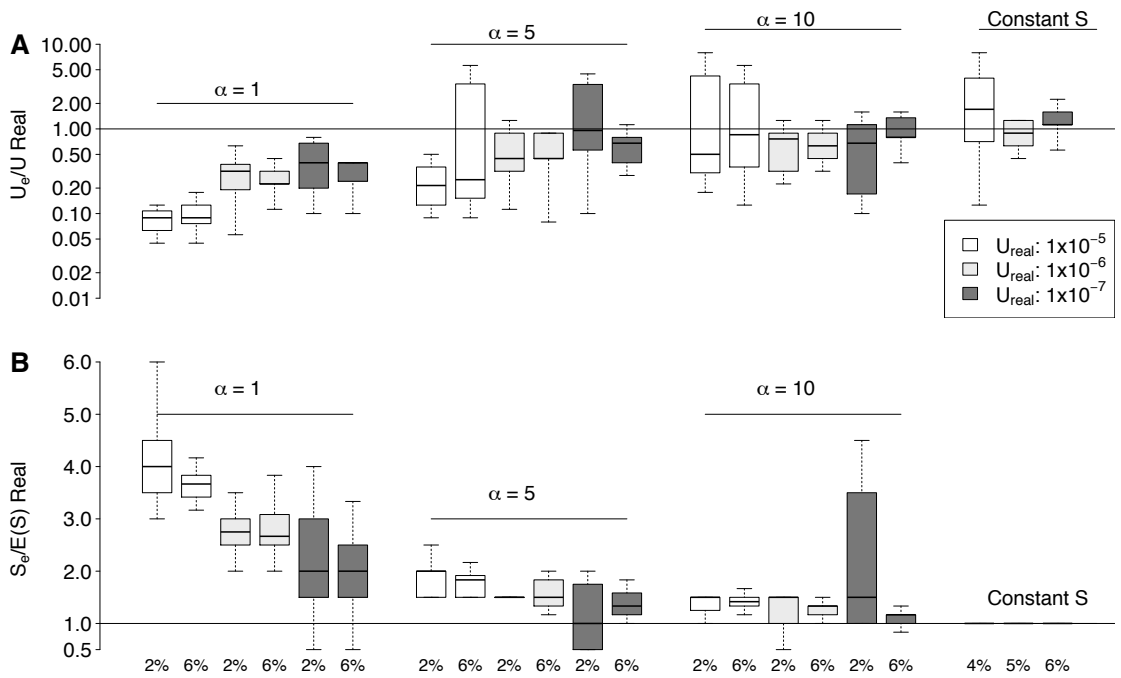 A
α = 1
α = 5
α = 10
Constant S
10.00
5.00
2.00
1.00
0.50
0.20
0.10
0.05
0.02
0.01
Uₑ/U Real
Uᵣₑₐₗ: 1x10⁻⁵
Uᵣₑₐₗ: 1x10⁻⁶
Uᵣₑₐₗ: 1x10⁻⁷
B
α = 1
α = 5
α = 10
Constant S
6.0
5.0
4.0
3.0
2.0
1.0
0.5
Sₑ/E(S) Real
2% 6% 2% 6% 2% 6% 2% 6% 2% 6% 2% 6% 2% 6% 2% 6% 2% 6% 4% 5% 6%